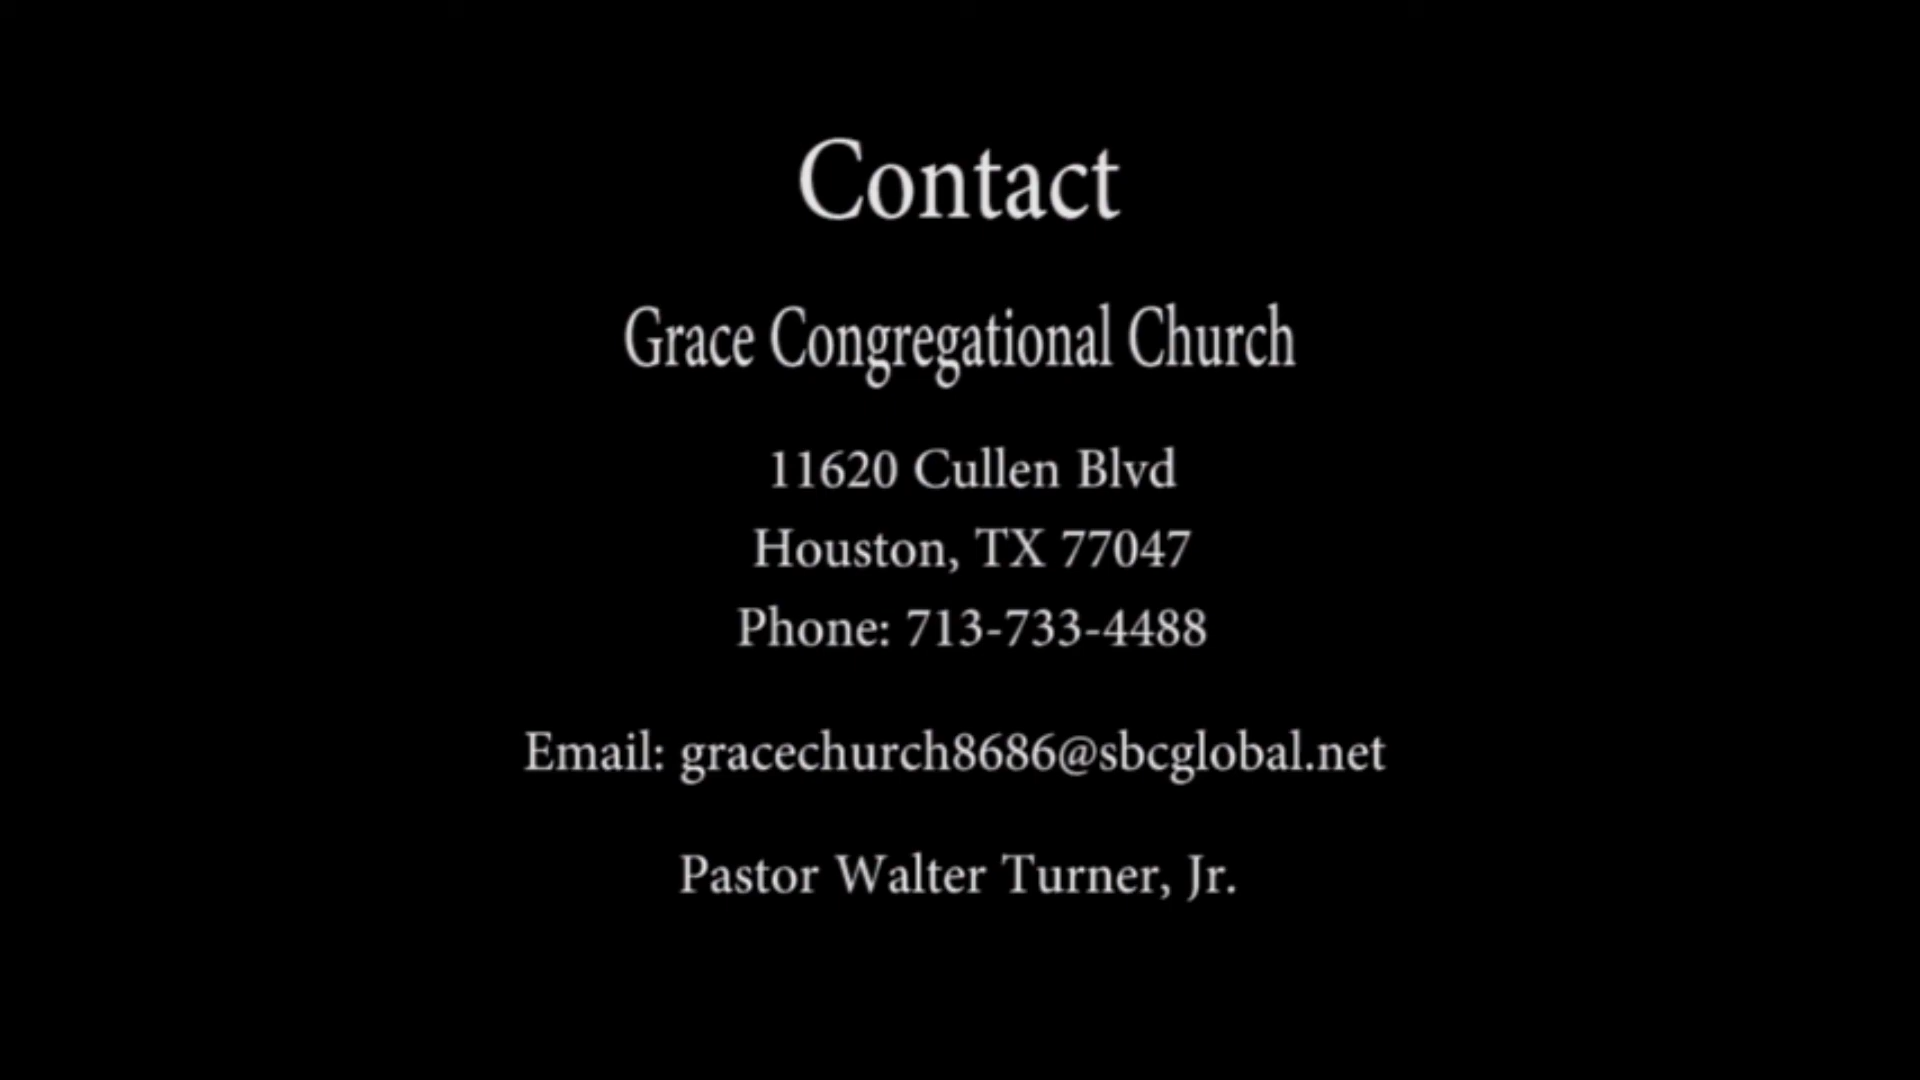 Contact
Grace Congregational Church
11620 Cullen Blvd
Houston, TX 77047
Phone: 713-733-4488
Email: gracechurch8686@sbcglobal.net
Pastor Walter Turner, Jr.